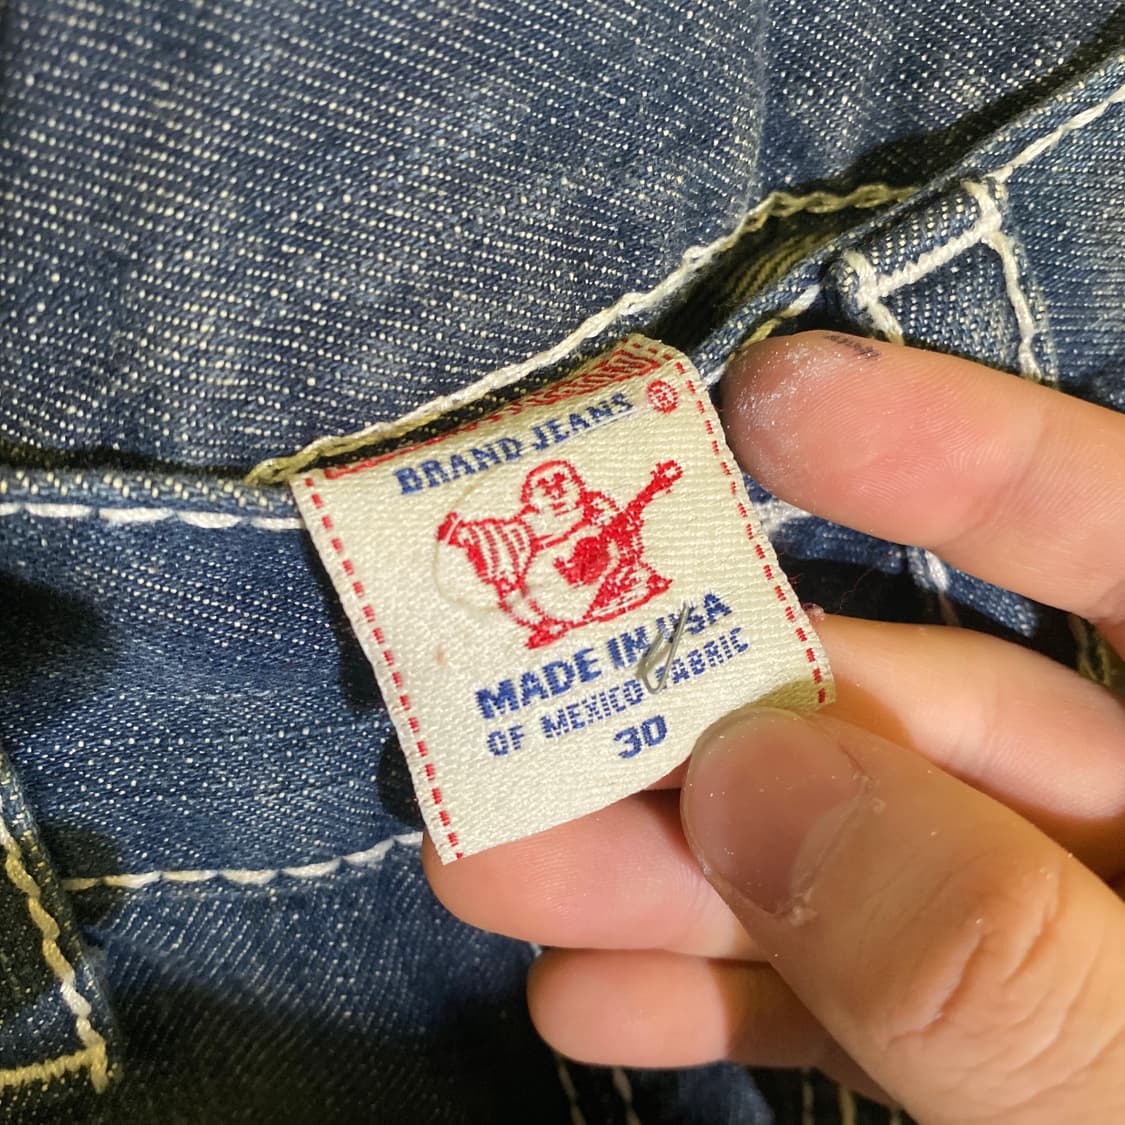 BRAND JEANS ®
MADE IN USA
OF MEXICO FABRIC
30